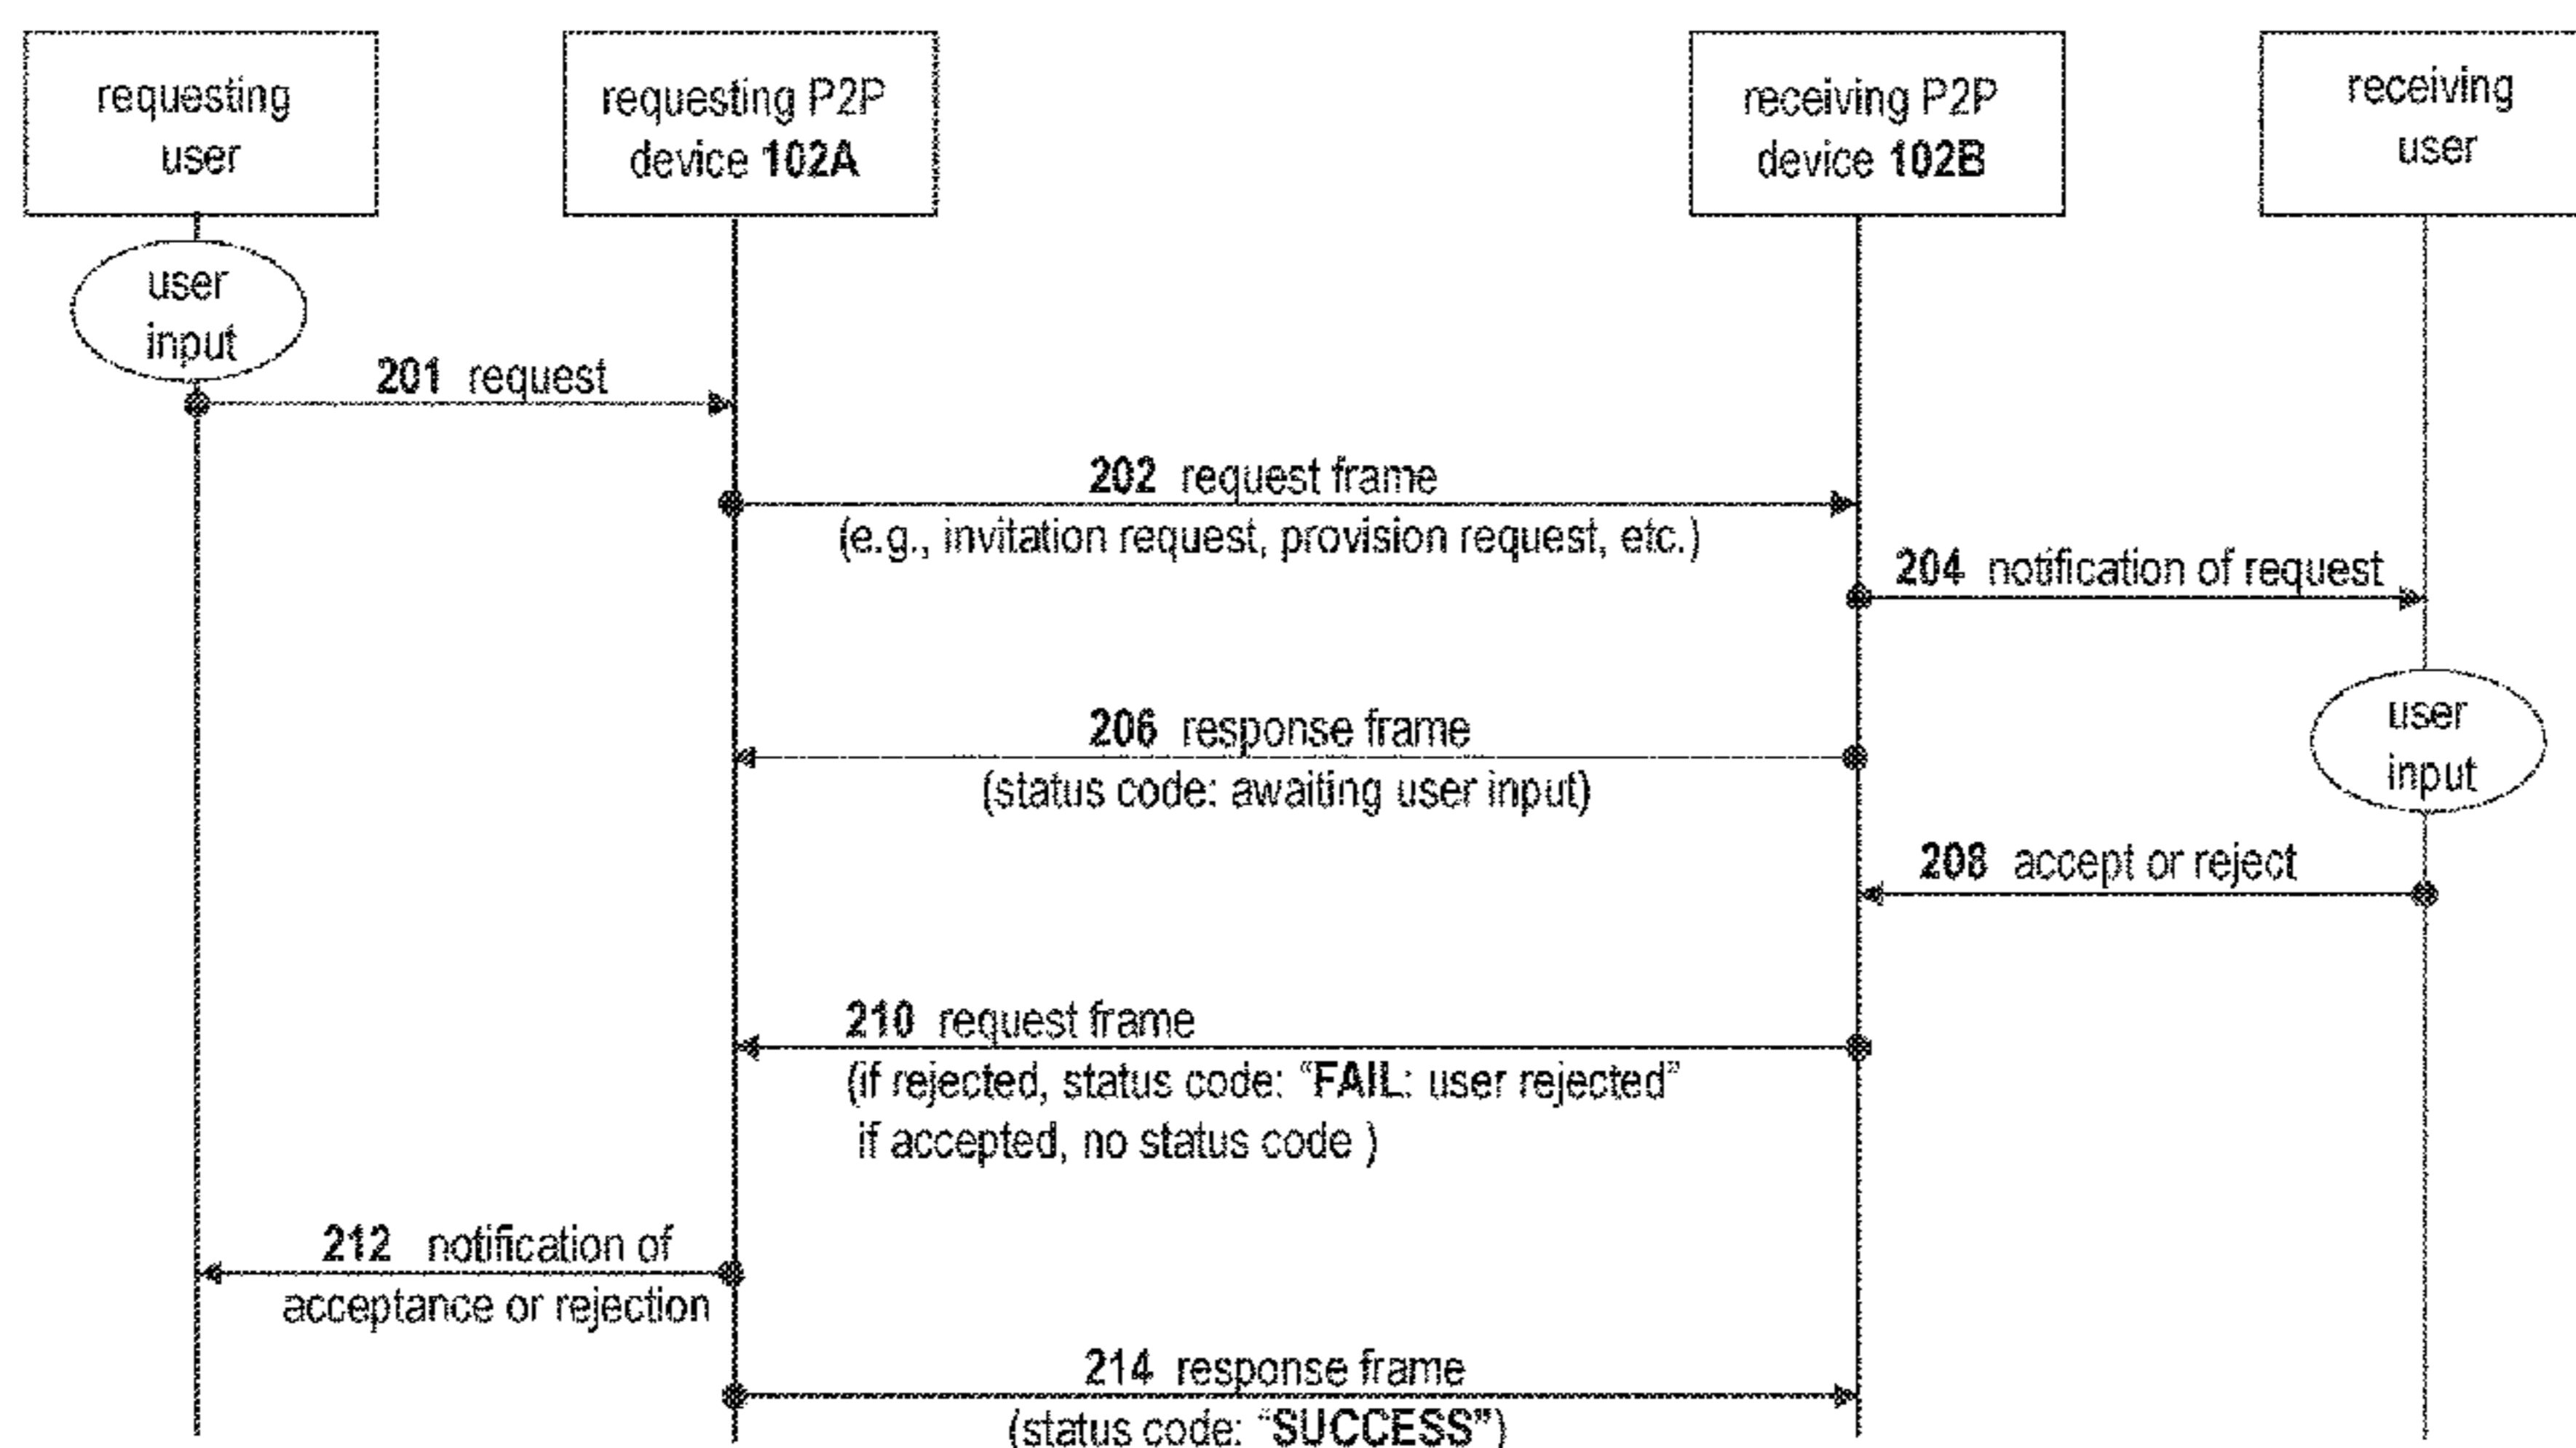 requesting
user
requesting P2P
device 102A
receiving P2P
device 102B
receiving
user
user
input
201 request
202 request frame
(e.g., invitation request, provision request, etc.)
204 notification of request
206 response frame
(status code: awaiting user input)
user
input
208 accept or reject
210 request frame
(if rejected, status code: “FAIL: user rejected”
if accepted, no status code )
212 notification of
acceptance or rejection
214 response frame
(status code: “SUCCESS”)